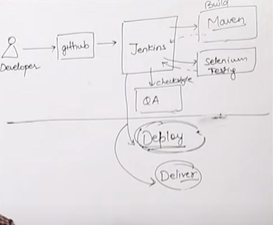 Build
Maven
github
Jenkins
Developer
Selenium
Testing
checkstyle
QA
Deploy
Deliver